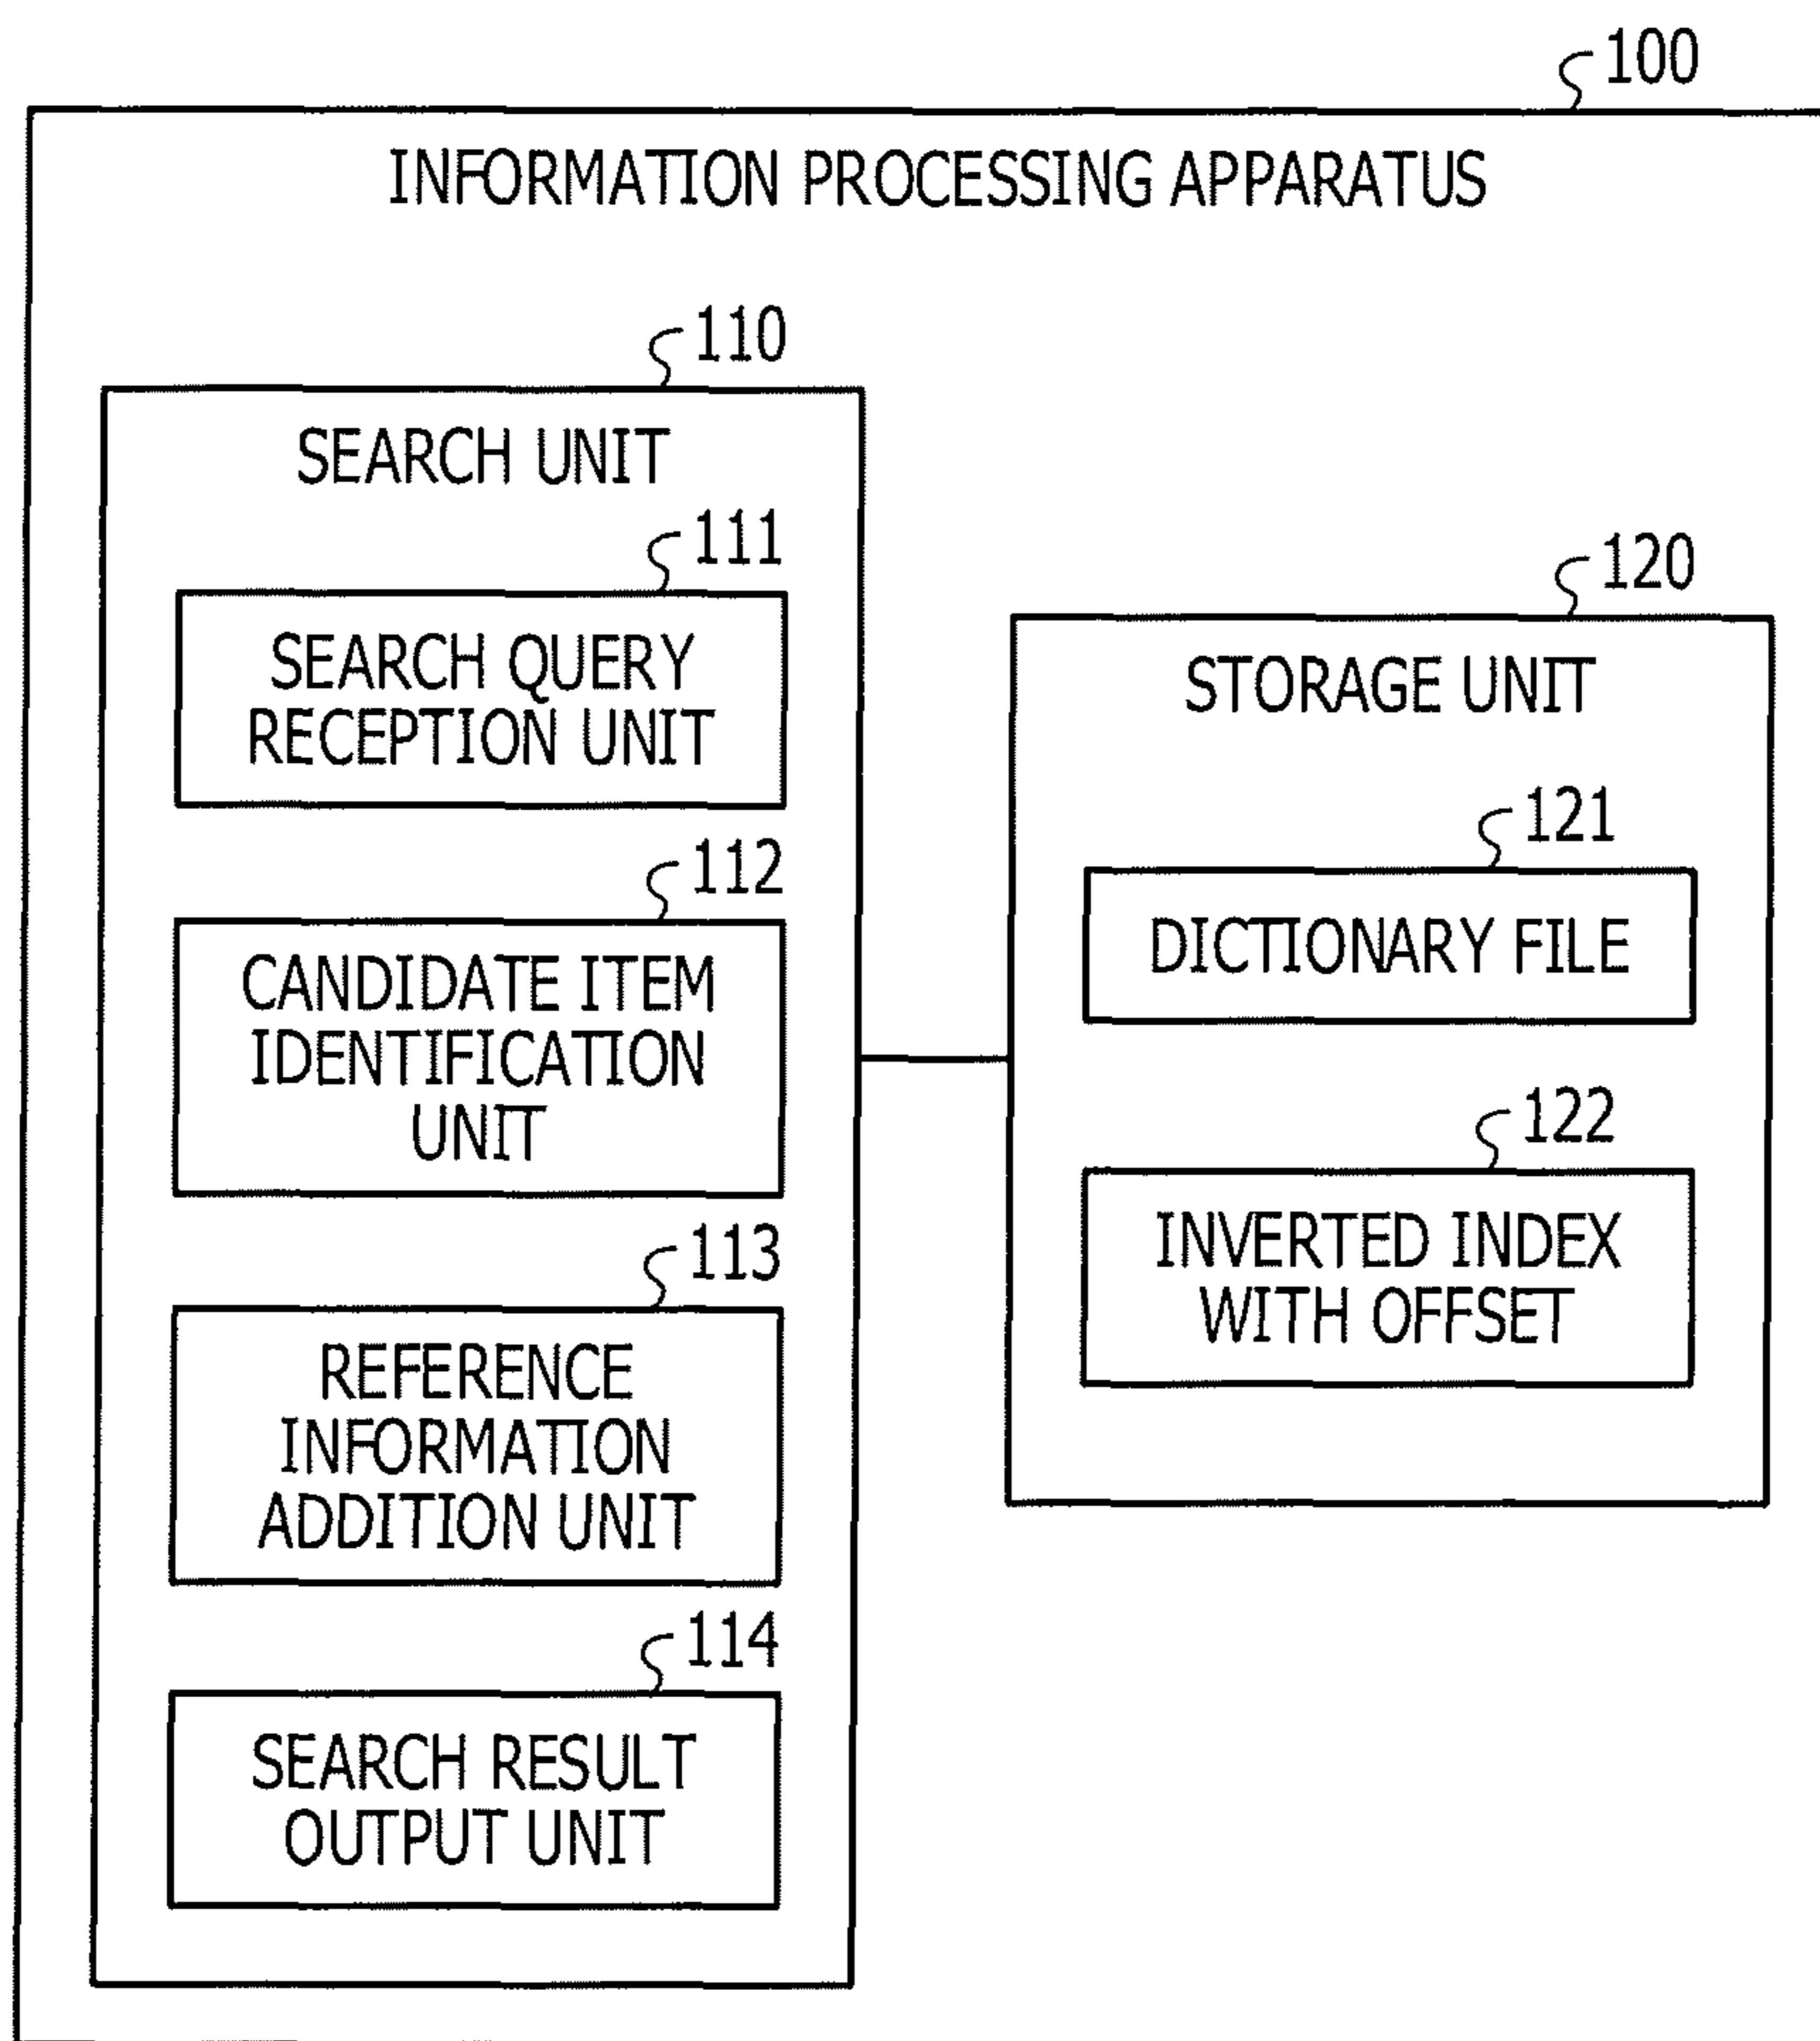 100
INFORMATION PROCESSING APPARATUS
110
SEARCH UNIT
111
SEARCH QUERY
RECEPTION UNIT
112
CANDIDATE ITEM
IDENTIFICATION
UNIT
113
REFERENCE
INFORMATION
ADDITION UNIT
114
SEARCH RESULT
OUTPUT UNIT
120
STORAGE UNIT
121
DICTIONARY FILE
122
INVERTED INDEX
WITH OFFSET